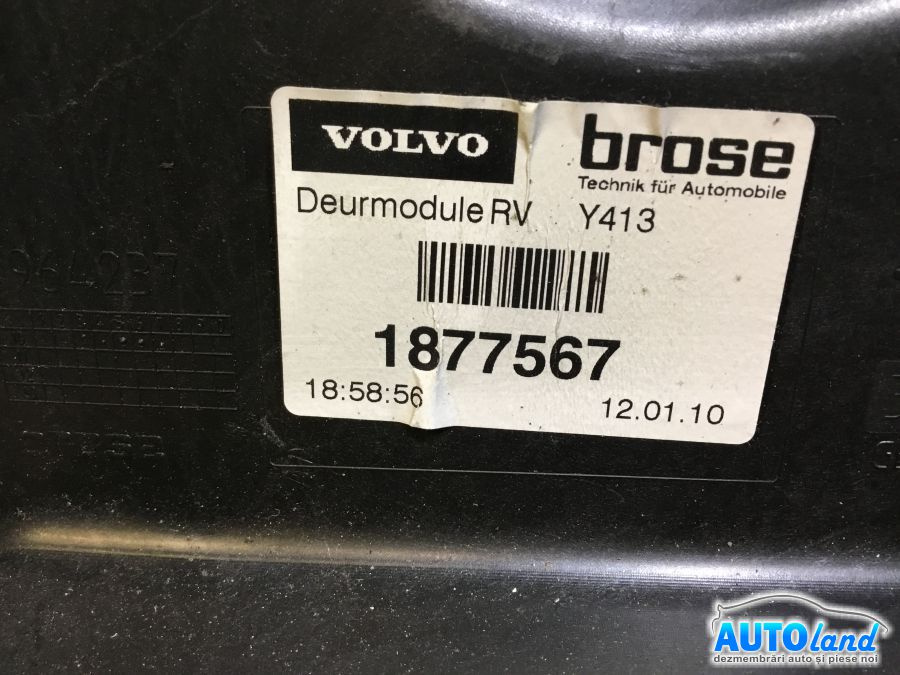 VOLVO
brose
Technik für Automobile
Deurmodule RV Y413
1877567
18:58:56
12.01.10
AUTOland
dezmembrări auto și piese noi